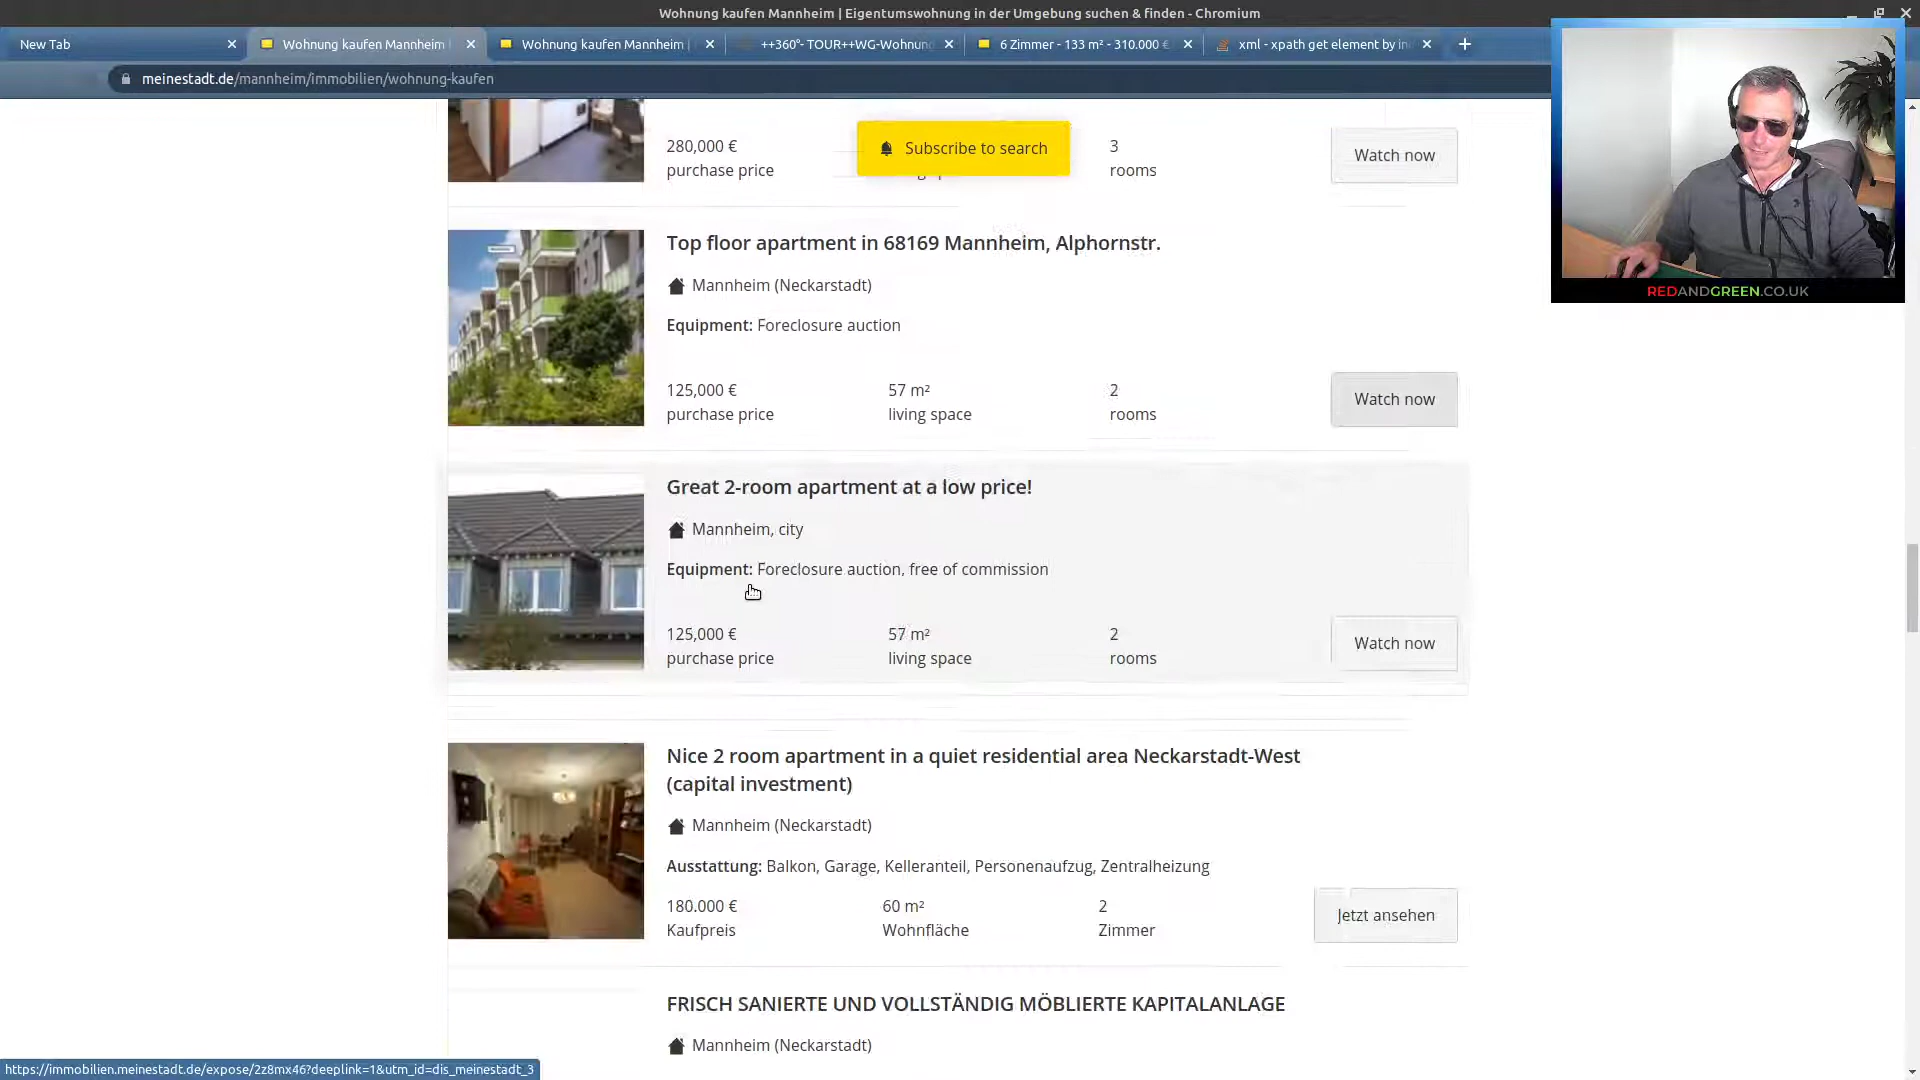 Wohnung kaufen Mannheim | Eigentumswohnung in der Umgebung suchen & finden - Chromium
New Tab
Wohnung kaufen Mannheim |
Wohnung kaufen Mannheim |
++360°- TOUR++WG-Wohnung
6 Zimmer - 133 m² - 310.000 €
xml - xpath get element by in
meinestadt.de/mannheim/immobilien/wohnung-kaufen
280,000 €
purchase price
Subscribe to search
3
rooms
Watch now
REDANDGREEN.CO.UK
Top floor apartment in 68169 Mannheim, Alphornstr.
Mannheim (Neckarstadt)
Equipment: Foreclosure auction
125,000 €
purchase price
57 m²
living space
2
rooms
Watch now
Great 2-room apartment at a low price!
Mannheim, city
Equipment: Foreclosure auction, free of commission
125,000 €
purchase price
57 m²
living space
2
rooms
Watch now
Nice 2 room apartment in a quiet residential area Neckarstadt-West
(capital investment)
Mannheim (Neckarstadt)
Ausstattung: Balkon, Garage, Kelleranteil, Personenaufzug, Zentralheizung
180.000 €
Kaufpreis
60 m²
Wohnfläche
2
Zimmer
Jetzt ansehen
FRISCH SANIERTE UND VOLLSTÄNDIG MÖBLIERTE KAPITALANLAGE
Mannheim (Neckarstadt)
https://immobilien.meinestadt.de/expose/2z8mx46?deeplink=1&utm_id=dis_meinestadt_3